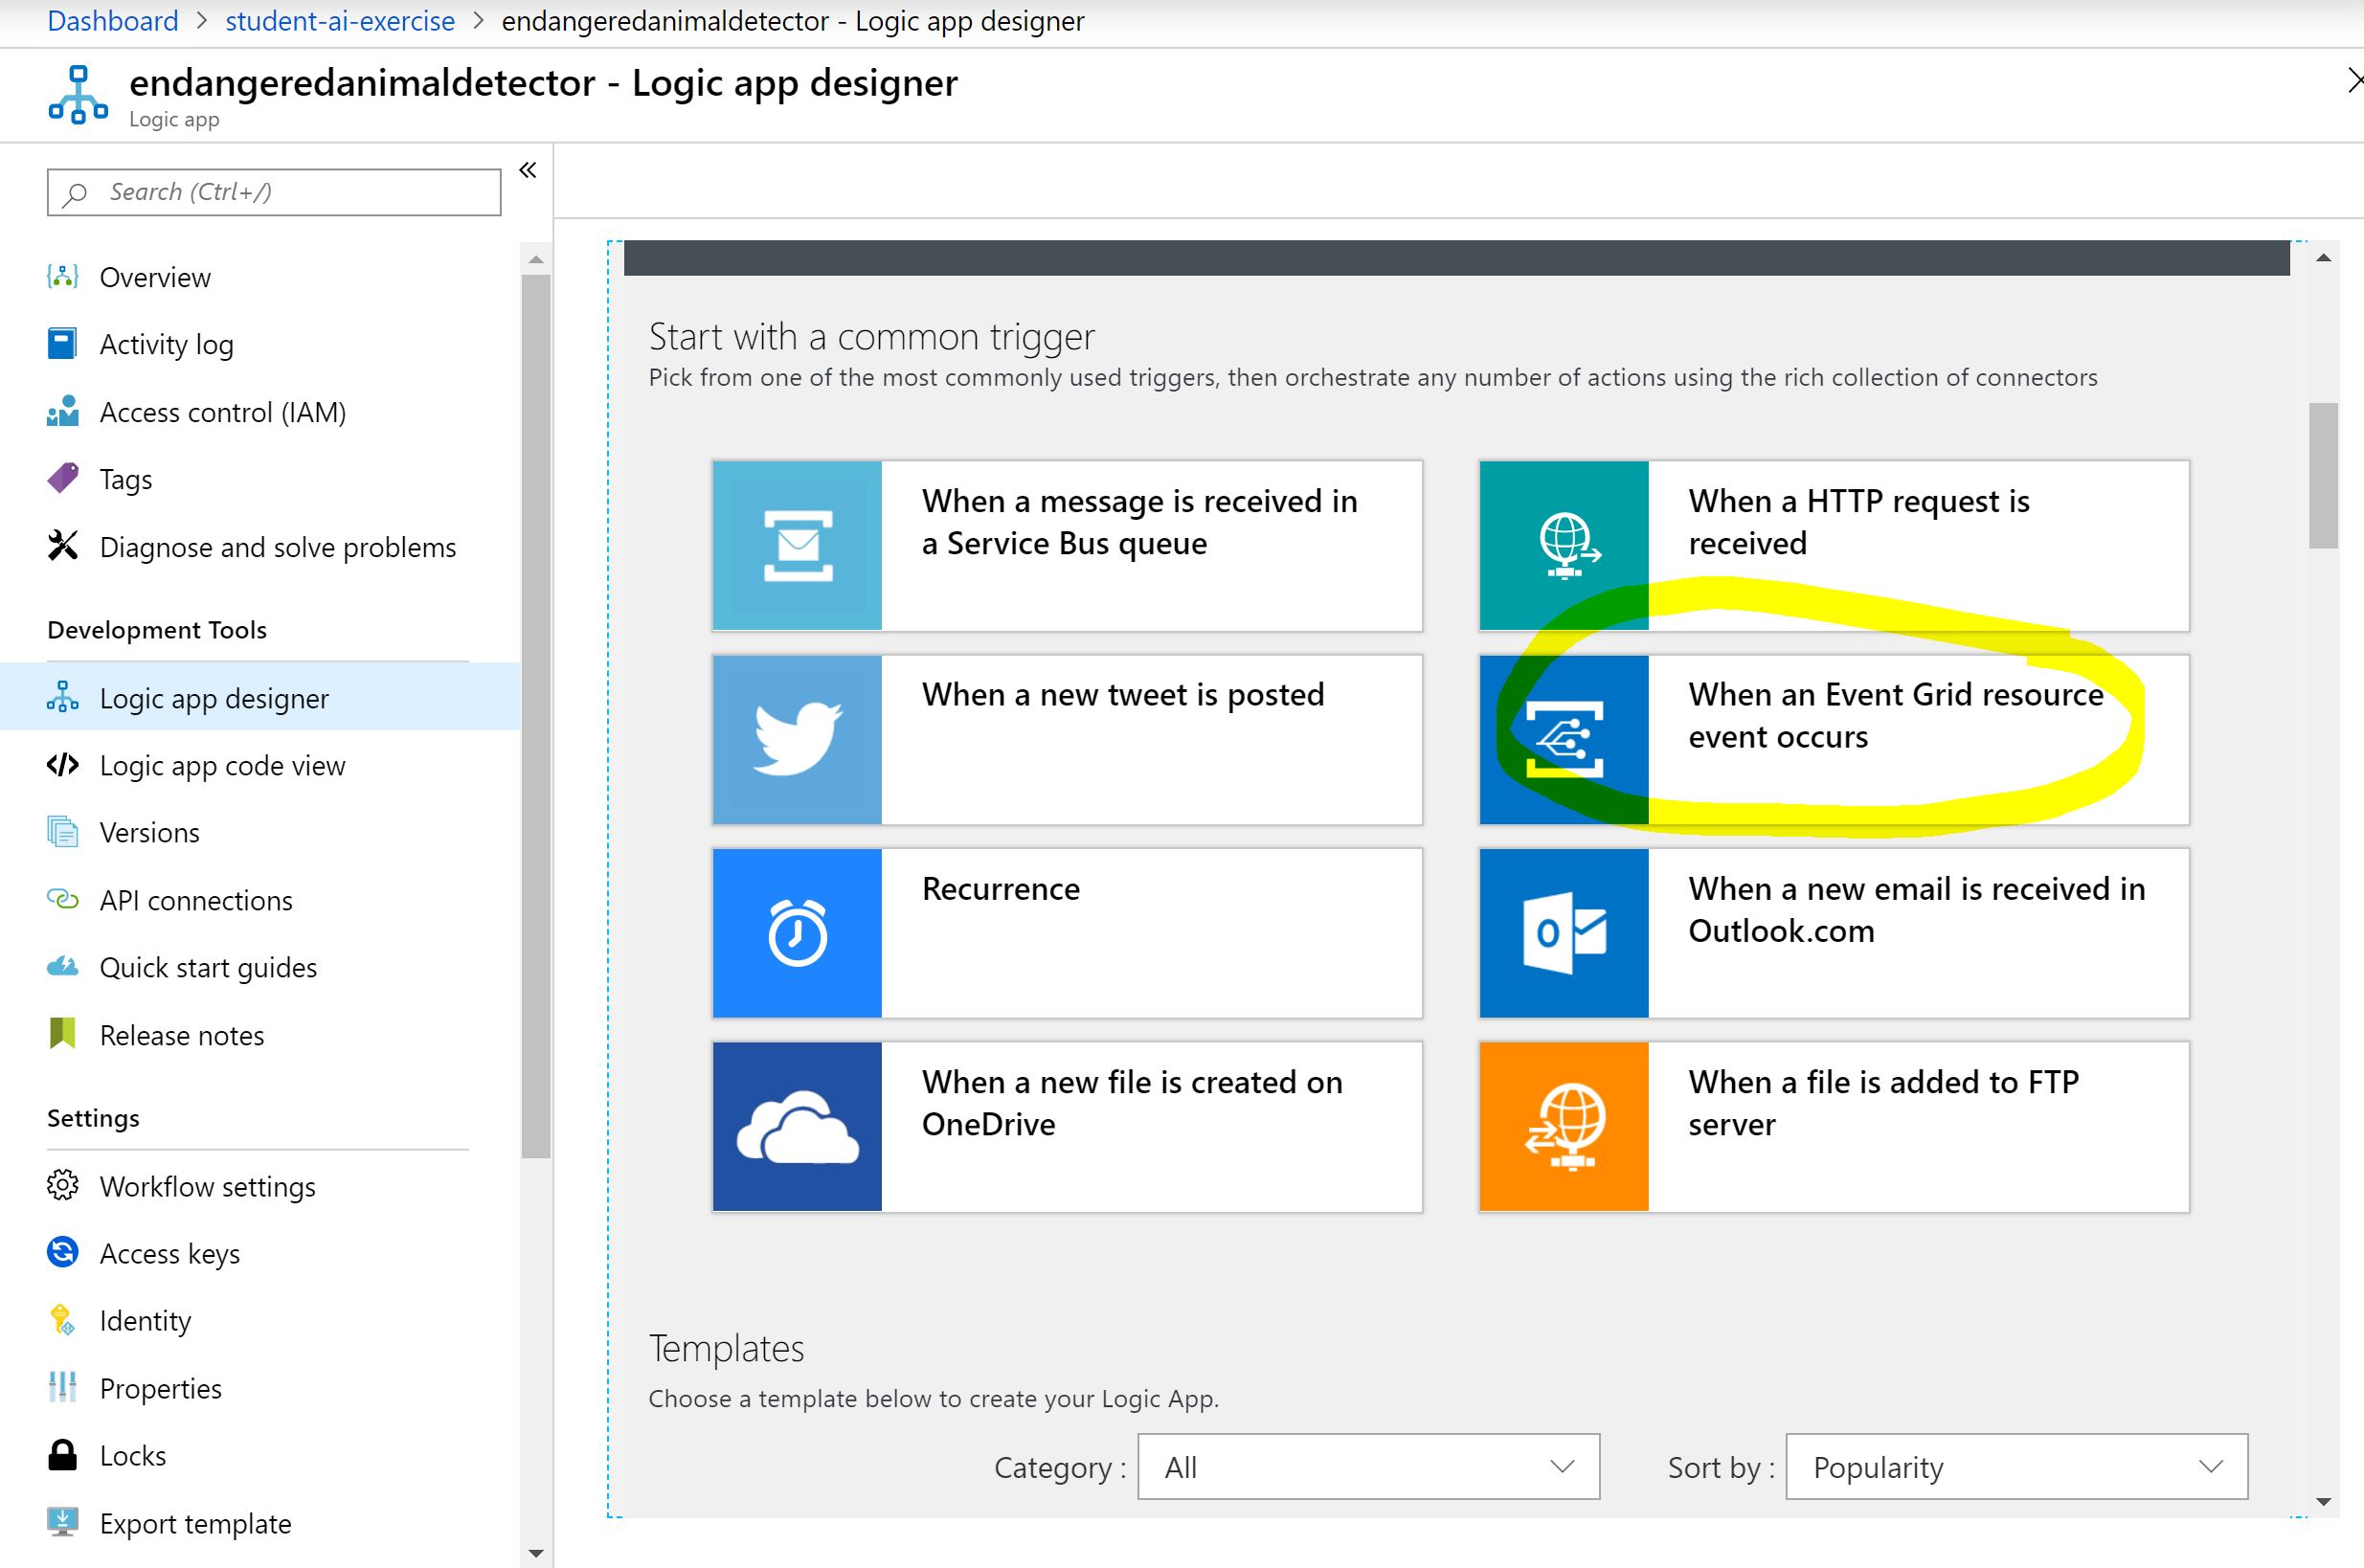 Dashboard > student-ai-exercise > endangeredanimaldetector - Logic app designer
endangeredanimaldetector - Logic app designer
Logic app
Search (Ctrl+/)
Overview
Activity log
Access control (IAM)
Tags
Diagnose and solve problems
Development Tools
Logic app designer
Logic app code view
Versions
API connections
Quick start guides
Release notes
Settings
Workflow settings
Access keys
Identity
Properties
Locks
Export template
Start with a common trigger
Pick from one of the most commonly used triggers, then orchestrate any number of actions using the rich collection of connectors
When a message is received in
a Service Bus queue
When a HTTP request is
received
When a new tweet is posted
When an Event Grid resource
event occurs
Recurrence
When a new email is received in
Outlook.com
When a new file is created on
OneDrive
When a file is added to FTP
server
Templates
Choose a template below to create your Logic App.
Category : All
Sort by : Popularity